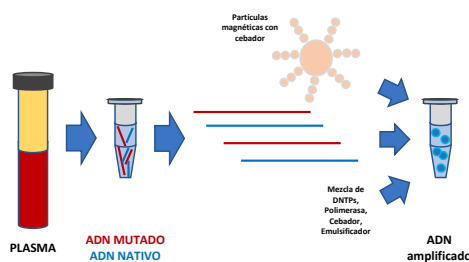 Partículas
magnéticas con
cebador
PLASMA
ADN MUTADO
ADN NATIVO
Mezcla de
DNTPs,
Polimerasa,
Cebador,
Emulsificador
ADN
amplificado